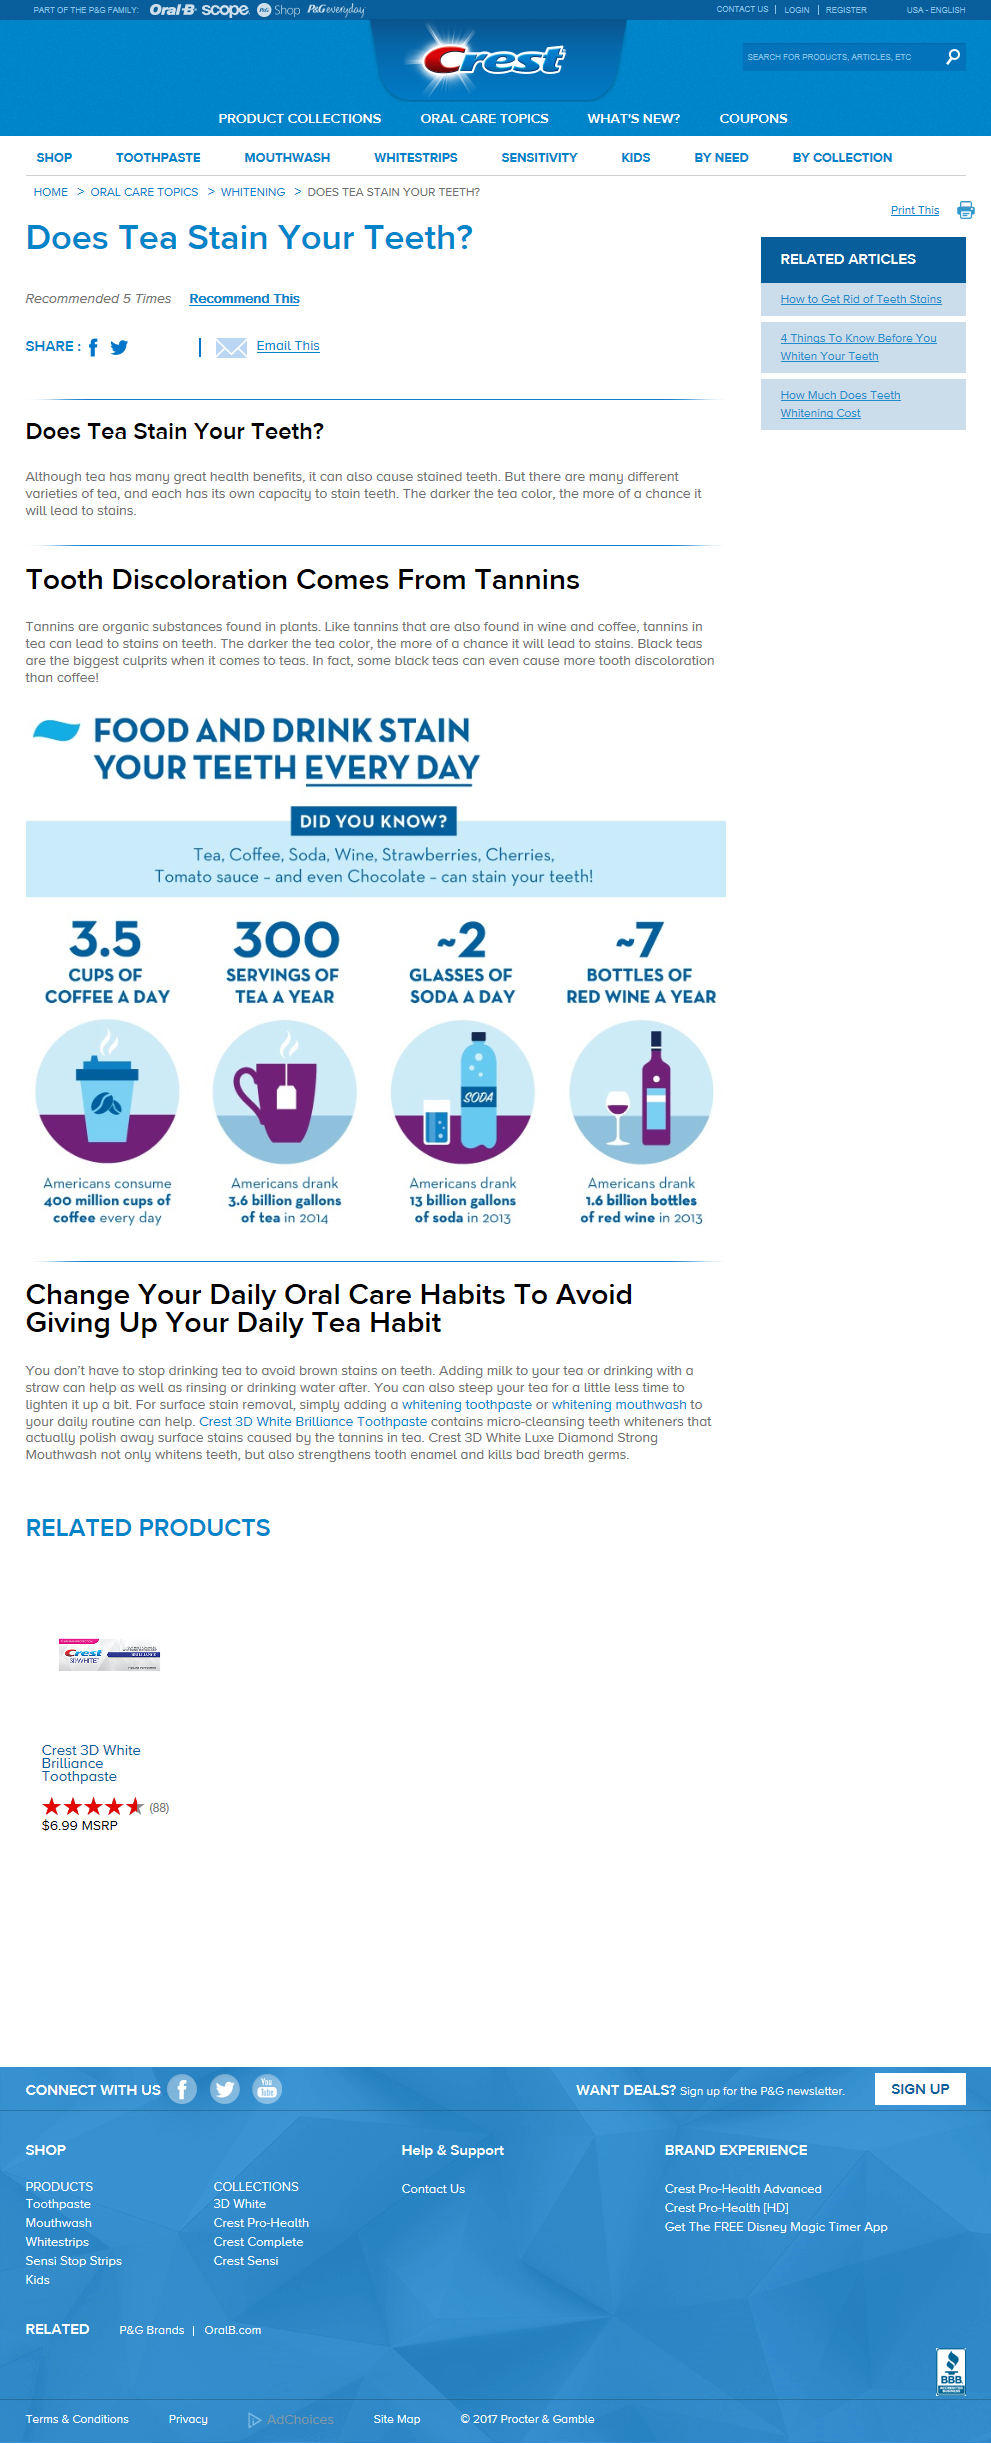 PART OF THE P&G FAMILY: Oral-B scope P&G Shop P&G everyday
CONTACT US | LOGIN | REGISTER USA - ENGLISH
Crest
SEARCH FOR PRODUCTS, ARTICLES, ETC
PRODUCT COLLECTIONS ORAL CARE TOPICS WHAT'S NEW? COUPONS
SHOP TOOTHPASTE MOUTHWASH WHITESTRIPS SENSITIVITY KIDS BY NEED BY COLLECTION
HOME > ORAL CARE TOPICS > WHITENING > DOES TEA STAIN YOUR TEETH?
Print This
Does Tea Stain Your Teeth?
Recommended 5 Times Recommend This
SHARE : | Email This
RELATED ARTICLES
How to Get Rid of Teeth Stains
4 Things To Know Before You
Whiten Your Teeth
How Much Does Teeth
Whitening Cost
Does Tea Stain Your Teeth?
Although tea has many great health benefits, it can also cause stained teeth. But there are many different
varieties of tea, and each has its own capacity to stain teeth. The darker the tea color, the more of a chance it
will lead to stains.
Tooth Discoloration Comes From Tannins
Tannins are organic substances found in plants. Like tannins that are also found in wine and coffee, tannins in
tea can lead to stains on teeth. The darker the tea color, the more of a chance it will lead to stains. Black teas
are the biggest culprits when it comes to teas. In fact, some black teas can even cause more tooth discoloration
than coffee!
FOOD AND DRINK STAIN
YOUR TEETH EVERY DAY
DID YOU KNOW?
Tea, Coffee, Soda, Wine, Strawberries, Cherries,
Tomato sauce – and even Chocolate – can stain your teeth!
3.5
CUPS OF
COFFEE A DAY
Americans consume
400 million cups of
coffee every day
300
SERVINGS OF
TEA A YEAR
Americans drank
3.6 billion gallons
of tea in 2014
~2
GLASSES OF
SODA A DAY
SODA
Americans drank
13 billion gallons
of soda in 2013
~7
BOTTLES OF
RED WINE A YEAR
Americans drank
1.6 billion bottles
of red wine in 2013
Change Your Daily Oral Care Habits To Avoid
Giving Up Your Daily Tea Habit
You don't have to stop drinking tea to avoid brown stains on teeth. Adding milk to your tea or drinking with a
straw can help as well as rinsing or drinking water after. You can also steep your tea for a little less time to
lighten it up a bit. For surface stain removal, simply adding a whitening toothpaste or whitening mouthwash to
your daily routine can help. Crest 3D White Brilliance Toothpaste contains micro-cleansing teeth whiteners that
actually polish away surface stains caused by the tannins in tea. Crest 3D White Luxe Diamond Strong
Mouthwash not only whitens teeth, but also strengthens tooth enamel and kills bad breath germs.
RELATED PRODUCTS
Crest
3DWHITE
Crest 3D White
Brilliance
Toothpaste
(88)
$6.99 MSRP
CONNECT WITH US You Tube
WANT DEALS? Sign up for the P&G newsletter. SIGN UP
SHOP
PRODUCTS
Toothpaste
Mouthwash
Whitestrips
Sensi Stop Strips
Kids
COLLECTIONS
3D White
Crest Pro-Health
Crest Complete
Crest Sensi
Help & Support
Contact Us
BRAND EXPERIENCE
Crest Pro-Health Advanced
Crest Pro-Health [HD]
Get The FREE Disney Magic Timer App
RELATED P&G Brands | OralB.com
BBB
Terms & Conditions Privacy AdChoices Site Map © 2017 Procter & Gamble